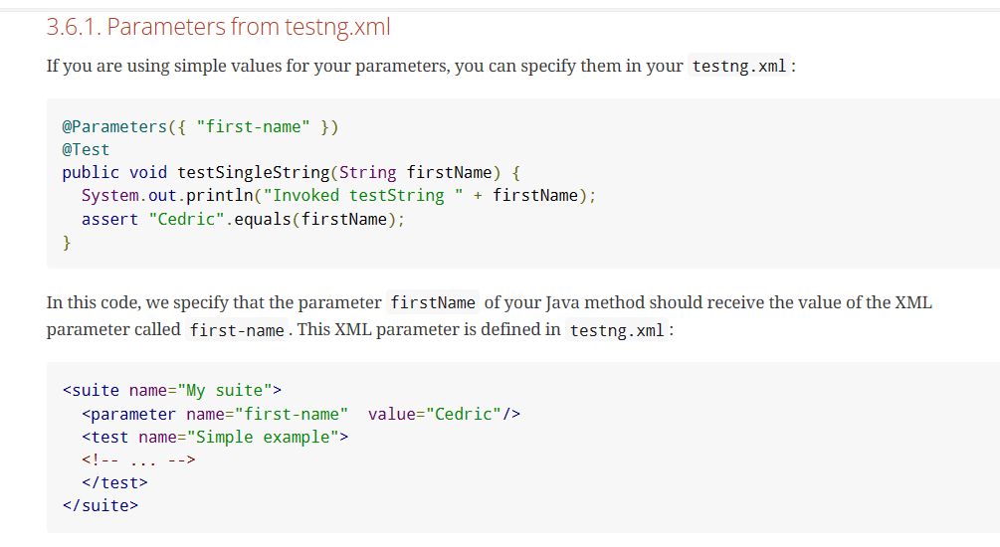 3.6.1. Parameters from testng.xml
If you are using simple values for your parameters, you can specify them in your testng.xml:
@Parameters({ "first-name" })
@Test
public void testSingleString(String firstName) {
  System.out.println("Invoked testString " + firstName);
  assert "Cedric".equals(firstName);
}
In this code, we specify that the parameter firstName of your Java method should receive the value of the XML
parameter called first-name. This XML parameter is defined in testng.xml:
<suite name="My suite">
  <parameter name="first-name"  value="Cedric"/>
  <test name="Simple example">
  <!-- ... -->
  </test>
</suite>